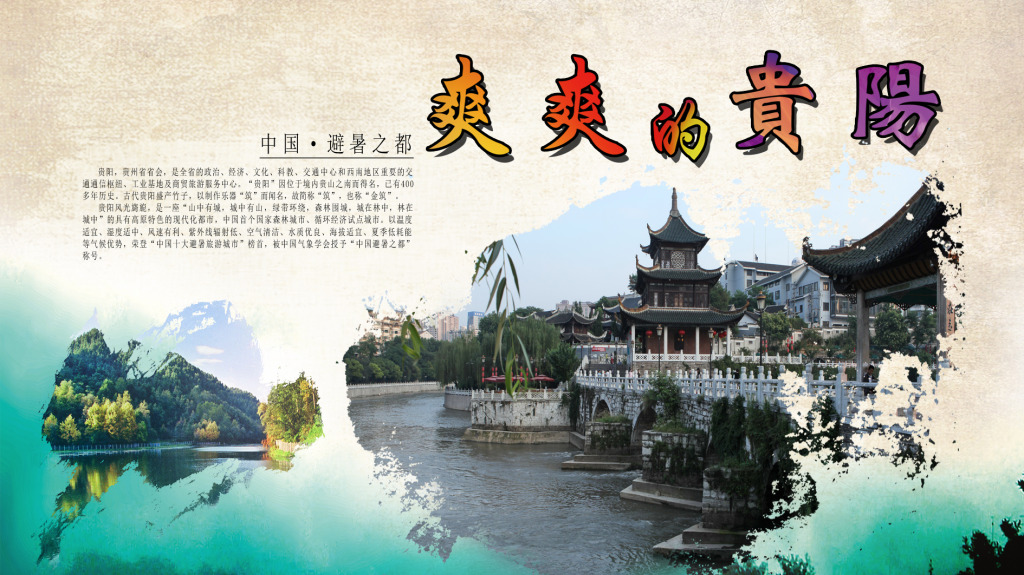 爽爽的貴陽
中国·避暑之都
贵阳，贵州省省会，是全省的政治、经济、文化、科教、交通中心和西南地区重要的交
通通信枢纽、工业基地及商贸旅游服务中心。“贵阳”因位于境内贵山之南而得名，已有400
多年历史。古代贵阳盛产竹子，以制作乐器“筑”而闻名，故简称“筑”，也称“金筑”。
贵阳风光旖旎，是一座“山中有城，城中有山，绿带环绕，森林围城，城在林中，林在
城中”的具有高原特色的现代化都市，中国首个国家森林城市、循环经济试点城市。以温度
适宜、湿度适中、风速有利、紫外线辐射低、空气清洁、水质优良、海拔适宜、夏季低耗能
等气候优势，荣登“中国十大避暑旅游城市”榜首，被中国气象学会授予“中国避暑之都”
称号。